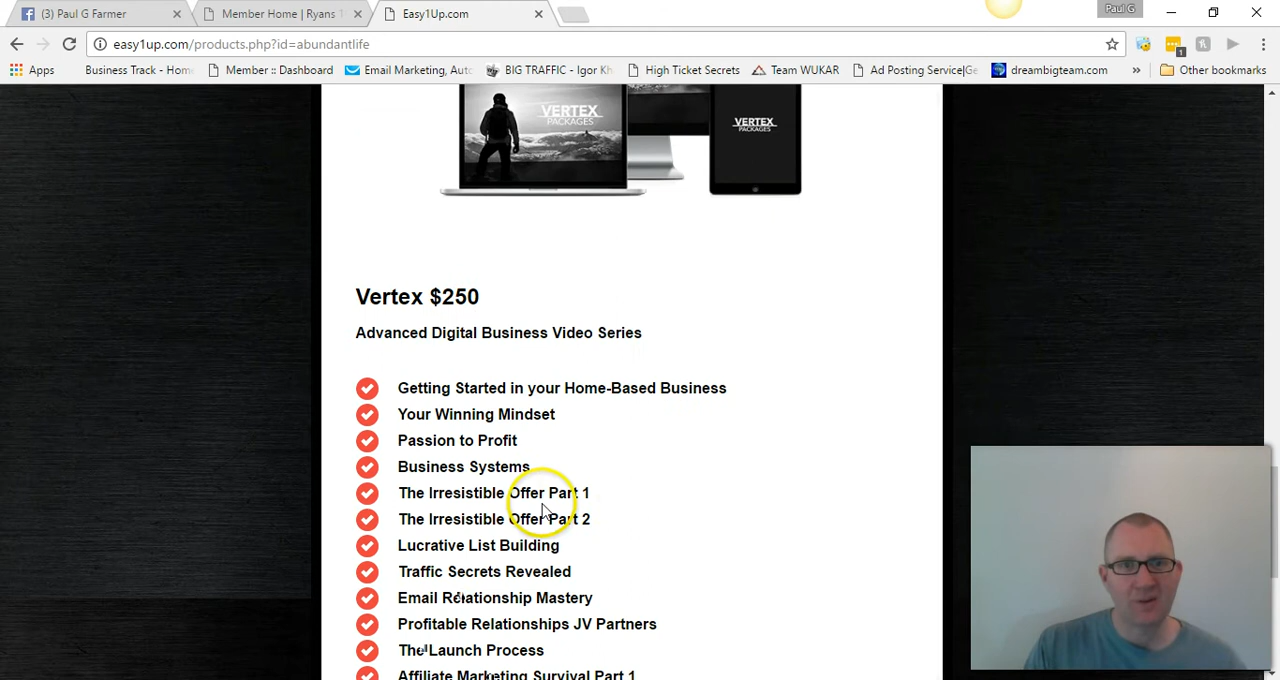 (3) Paul G Farmer
Member Home | Ryans 1
Easy1Up.com
Paul G
easy1up.com/products.php?id=abundantlife
1
Apps
Business Track - Home
Member :: Dashboard
Email Marketing, Auto
BIG TRAFFIC - Igor Kh
High Ticket Secrets
Team WUKAR
Ad Posting Service|Ge
dreambigteam.com
»
Other bookmarks
VERTEX
PACKAGES
VERTEX
PACKAGES
Vertex $250
Advanced Digital Business Video Series
Getting Started in your Home-Based Business
Your Winning Mindset
Passion to Profit
Business Systems
The Irresistible Offer Part 1
The Irresistible Offer Part 2
Lucrative List Building
Traffic Secrets Revealed
Email Relationship Mastery
Profitable Relationships JV Partners
The Launch Process
Affiliate Marketing Survival Part 1